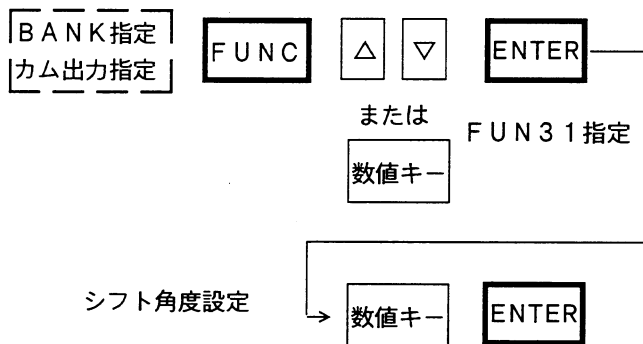 BANK指定
カム出力指定
FUNC △ ▽ ENTER
または
FUN31指定
数値キー
シフト角度設定 → 数値キー ENTER